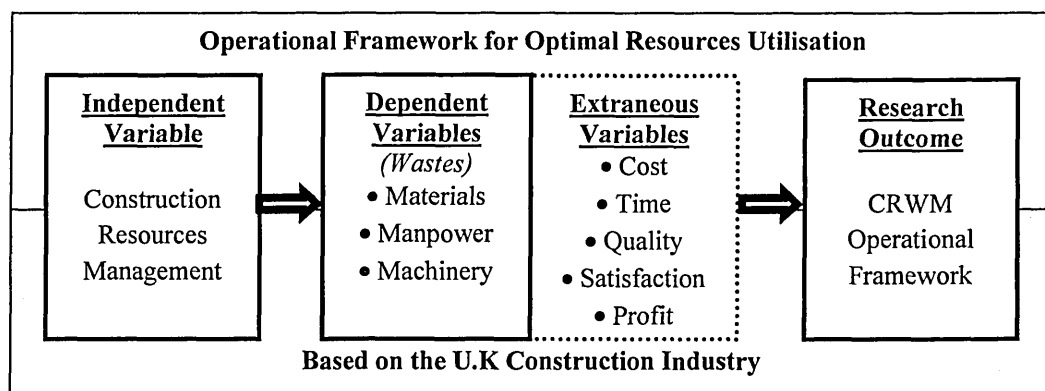 Operational Framework for Optimal Resources Utilisation
Independent
Variable
Construction
Resources
Management
Dependent
Variables
(Wastes)
• Materials
• Manpower
• Machinery
Extraneous
Variables
• Cost
• Time
• Quality
• Satisfaction
• Profit
Research
Outcome
CRWM
Operational
Framework
Based on the U.K Construction Industry